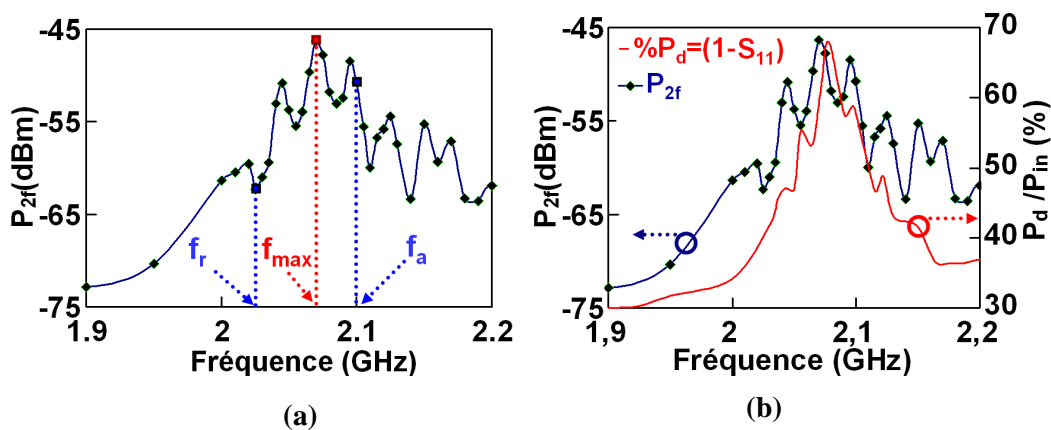 -45
-55
-65
-75
P2f(dBm)
fr
fmax
fa
1.9
2
2.1
2.2
Fréquence (GHz)
(a)
-45
-55
-65
-75
P2f(dBm)
%Pd=(1-S11)
P2f
70
60
50
40
30
Pd /Pin (%)
1,9
2
2,1
2,2
Fréquence (GHz)
(b)